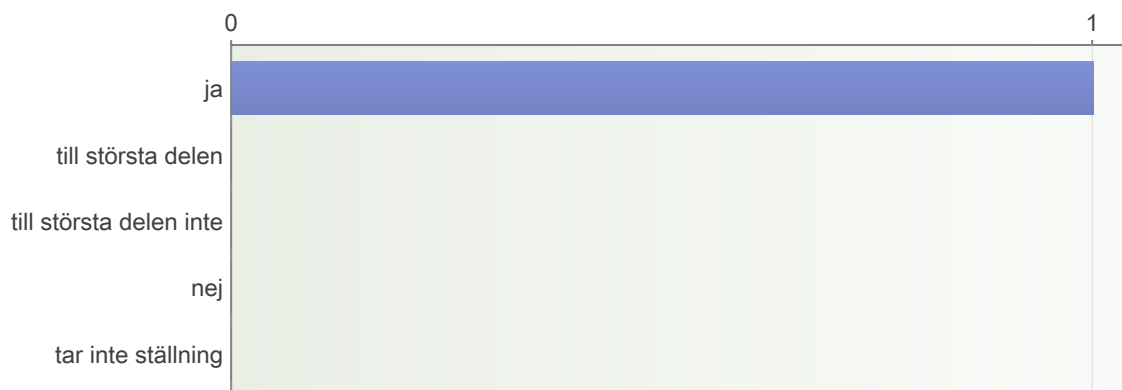 0 1
ja
till största delen
till största delen inte
nej
tar inte ställning